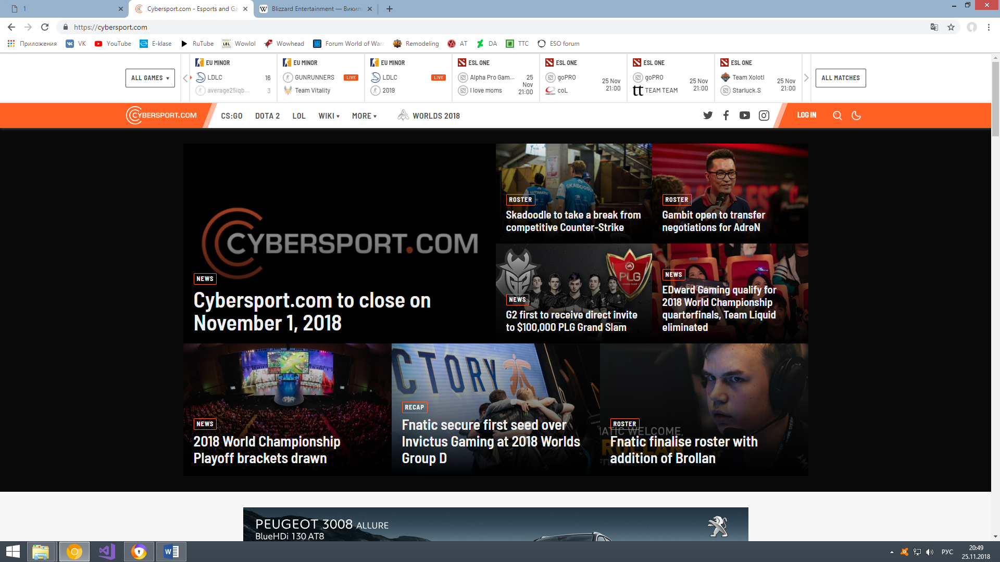 1
Cybersport.com - Esports and Ga
Blizzard Entertainment — Викип
https://cybersport.com
Приложения
VK
YouTube
E-klase
RuTube
Wowlol
Wowhead
Forum World of Warc
Remodeling
AT
DA
TTC
ESO forum
ALL GAMES
EU MINOR
LDLC 16
average25iqb... 3
EU MINOR
GUNRUNNERS LIVE
Team Vitality
EU MINOR
LDLC LIVE
2019
ESL ONE
Alpha Pro Gam...
I love moms
25
Nov
21:00
ESL ONE
goPRO
coL
25 Nov
21:00
ESL ONE
goPRO
TEAM TEAM
25 Nov
21:00
ESL ONE
Team Xolotl
Starluck.S
25 Nov
21:00
ALL MATCHES
CYBERSPORT.COM
CS:GO DOTA 2 LOL WIKI MORE WORLDS 2018
LOG IN
CYBERSPORT.COM
NEWS
Cybersport.com to close on
November 1, 2018
SKADOODLE
ROSTER
Skadoodle to take a break from
competitive Counter-Strike
ROSTER
Gambit open to transfer
negotiations for AdreN
PLG
GRAND SLAM
NEWS
G2 first to receive direct invite
to $100,000 PLG Grand Slam
NEWS
EDward Gaming qualify for
2018 World Championship
quarterfinals, Team Liquid
eliminated
NEWS
2018 World Championship
Playoff brackets drawn
CTORY
RECAP
Fnatic secure first seed over
Invictus Gaming at 2018 Worlds
Group D
ROSTER
NATIC WELCOME,
Fnatic finalise roster with
addition of Brollan
PEUGEOT 3008 ALLURE
BlueHDi 130 AT8
РУС
20:49
25.11.2018